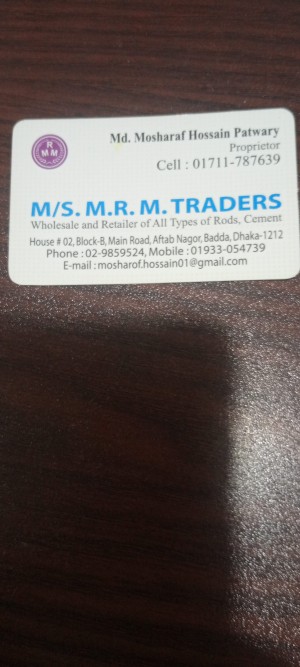 R
M M
Md. Mosharaf Hossain Patwary
Proprietor
Cell : 01711-787639
M/S. M.R. M. TRADERS
Wholesale and Retailer of All Types of Rods, Cement
House # 02, Block-B, Main Road, Aftab Nagor, Badda, Dhaka-1212
Phone : 02-9859524, Mobile : 01933-054739
E-mail : mosharof.hossain01@gmail.com